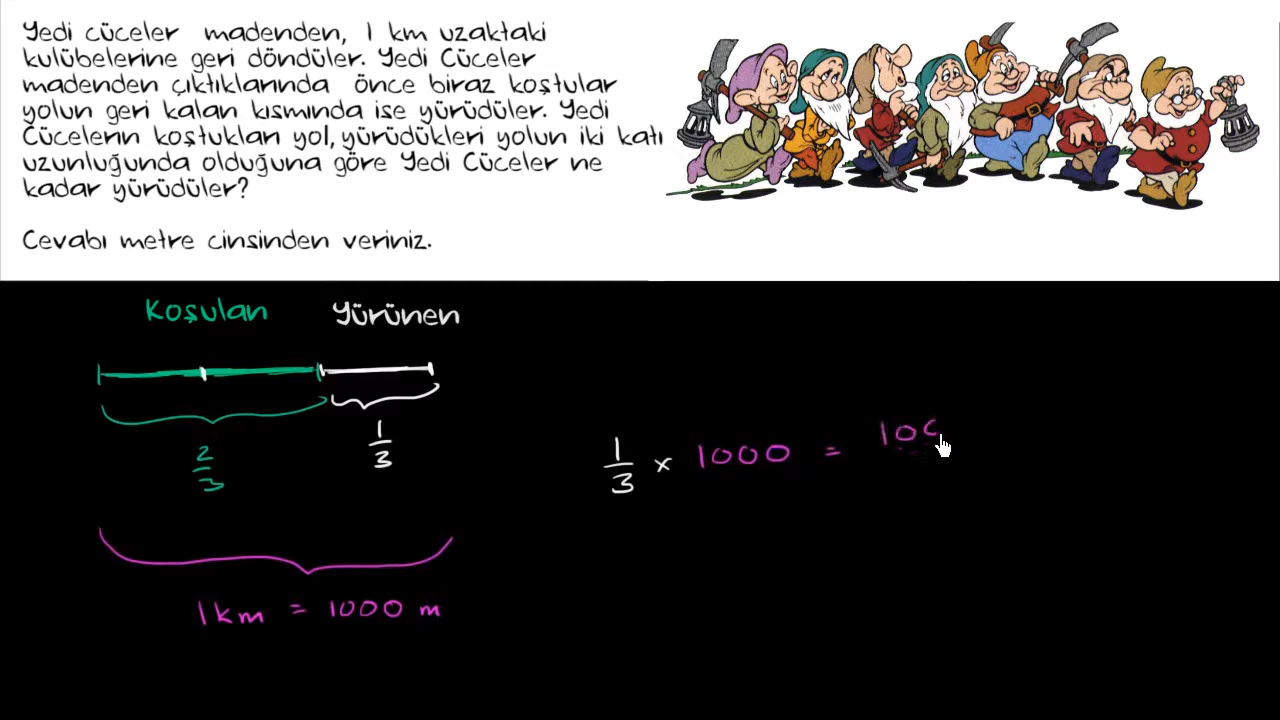 Yedi cüceler madenden, 1 km uzaktaki
kulübelerine geri döndüler. Yedi Cüceler
madenden çıktıklarında önce biraz koştular
yolun geri kalan kısmında ise yürüdüler. Yedi
Cücelerin koştukları yol, yürüdükleri yolun iki katı
uzunluğunda olduğuna göre Yedi Cüceler ne
kadar yürüdüler?
Cevabı metre cinsinden veriniz.
Koşulan Yürünen
2/3 1/3
1/3 x 1000 = 100
1km = 1000 m